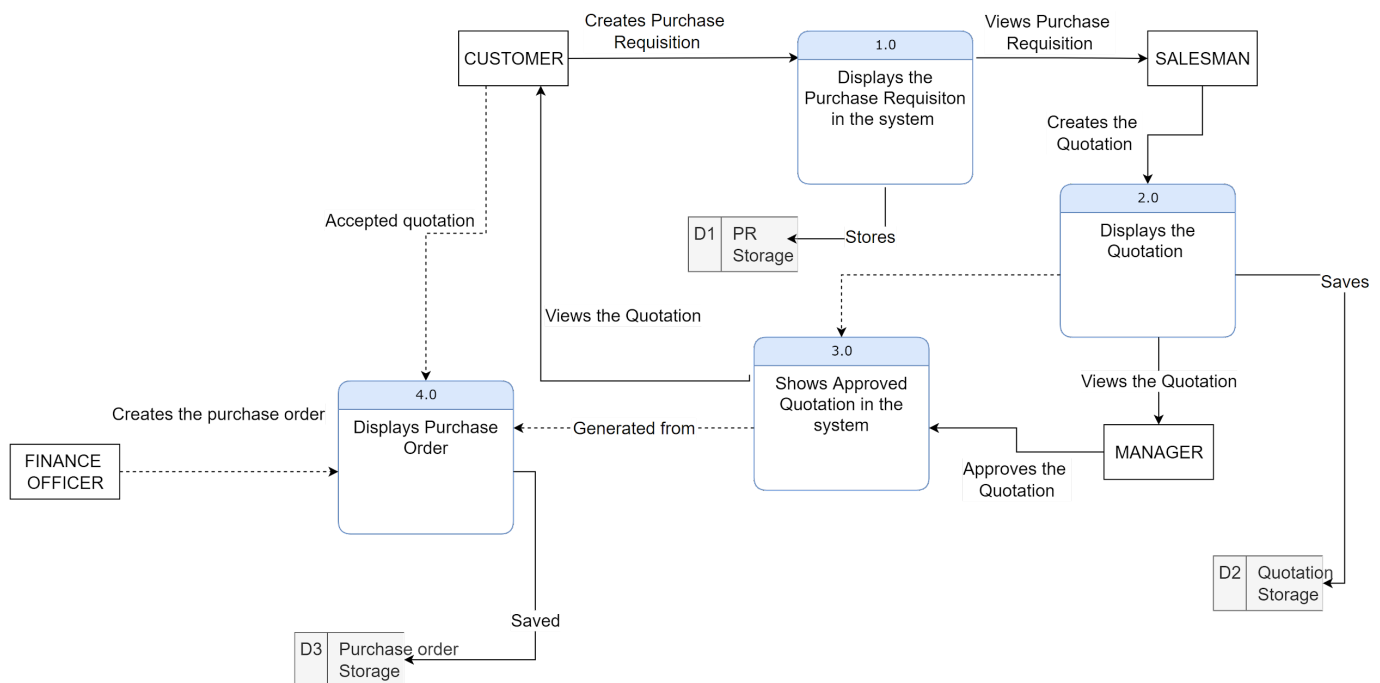 Creates Purchase
Requisition
Views Purchase
Requisition
CUSTOMER
1.0
Displays the
Purchase Requisiton
in the system
SALESMAN
Creates the
Quotation
2.0
Displays the
Quotation
Accepted quotation
D1
PR
Storage
Stores
Saves
Views the Quotation
3.0
Shows Approved
Quotation in the
system
Views the Quotation
4.0
Displays Purchase
Order
Creates the purchase order
Generated from
MANAGER
FINANCE
OFFICER
Approves the
Quotation
D2
Quotation
Storage
Saved
D3
Purchase order
Storage